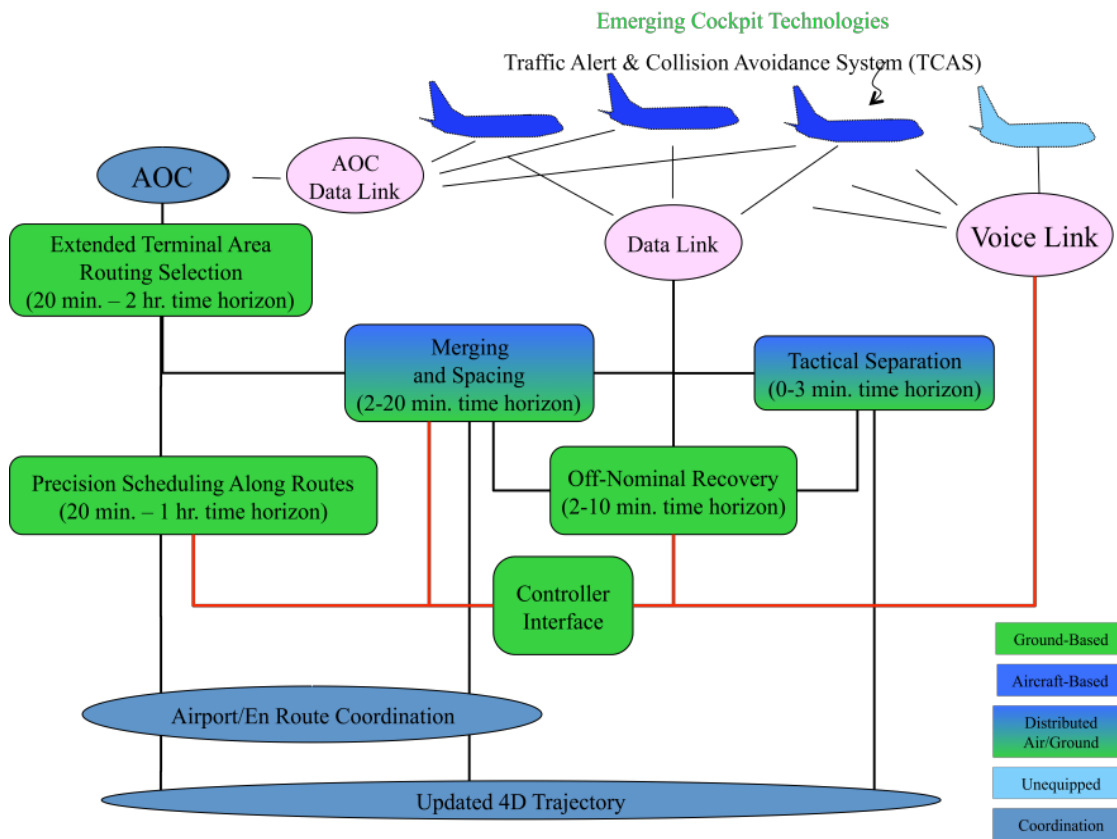 Emerging Cockpit Technologies
Traffic Alert & Collision Avoidance System (TCAS)
AOC
AOC
Data Link
Extended Terminal Area
Routing Selection
(20 min. – 2 hr. time horizon)
Data Link
Voice Link
Merging
and Spacing
(2-20 min. time horizon)
Tactical Separation
(0-3 min. time horizon)
Precision Scheduling Along Routes
(20 min. – 1 hr. time horizon)
Off-Nominal Recovery
(2-10 min. time horizon)
Controller
Interface
Airport/En Route Coordination
Updated 4D Trajectory
Ground-Based
Aircraft-Based
Distributed
Air/Ground
Unequipped
Coordination